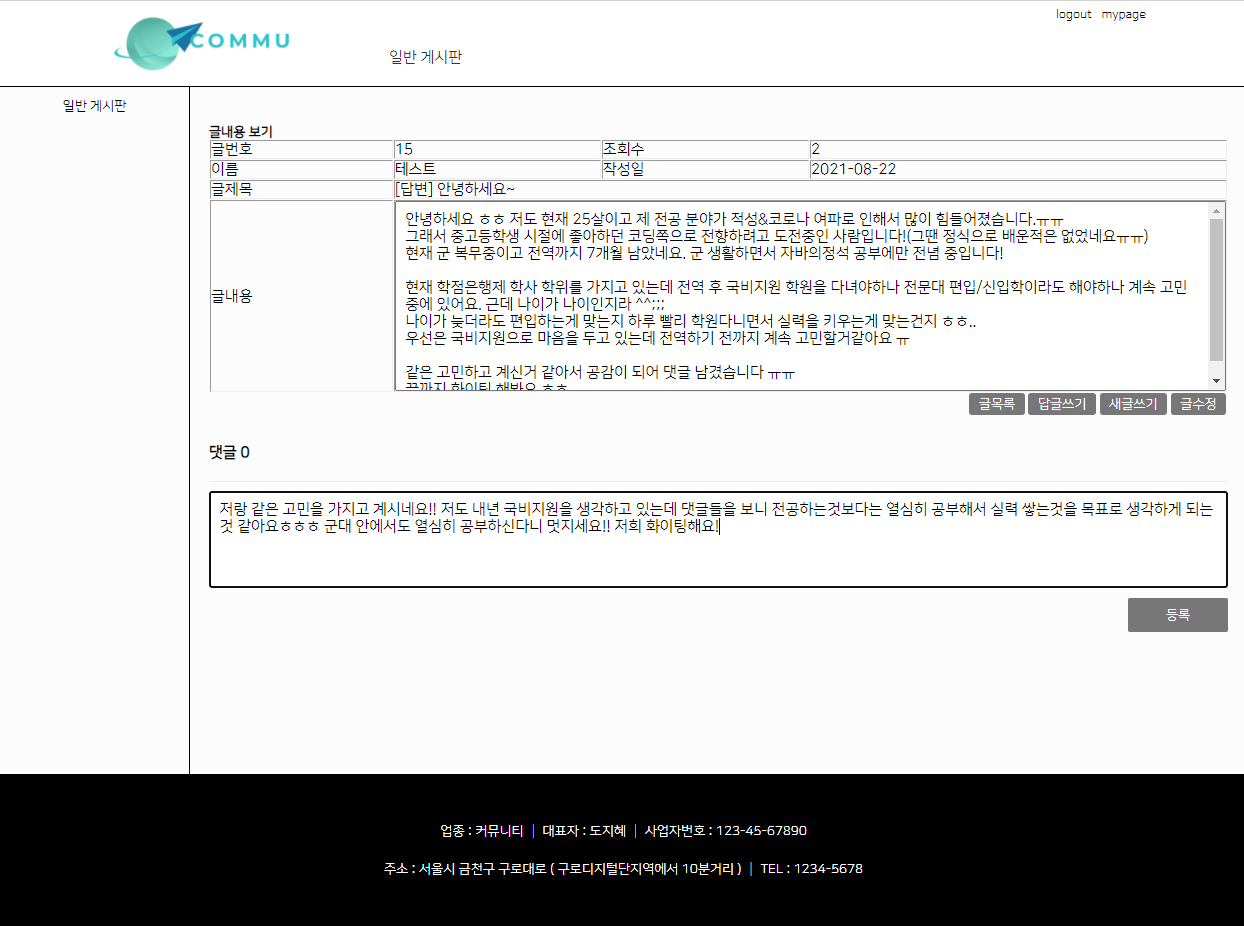 logout mypage
COMMU
일반 게시판
일반 게시판
글내용 보기
글번호 15 조회수 2
이름 테스트 작성일 2021-08-22
글제목 [답변] 안녕하세요~
글내용
안녕하세요 ㅎㅎ 저도 현재 25살이고 제 전공 분야가 적성&코로나 여파로 인해서 많이 힘들어졌습니다.ㅠㅠ
그래서 중고등학생 시절에 좋아하던 코딩쪽으로 전향하려고 도전중인 사람입니다!(그땐 정식으로 배운적은 없었네요ㅠㅠ)
현재 군 복무중이고 전역까지 7개월 남았네요. 군 생활하면서 자바의정석 공부에만 전념 중입니다!
현재 학점은행제 학사 학위를 가지고 있는데 전역 후 국비지원 학원을 다녀야하나 전문대 편입/신입학이라도 해야하나 계속 고민
중에 있어요. 근데 나이가 나이인지라 ^^;;;
나이가 늦더라도 편입하는게 맞는지 하루 빨리 학원다니면서 실력을 키우는게 맞는건지 ㅎㅎ..
우선은 국비지원으로 마음을 두고 있는데 전역하기 전까지 계속 고민할거같아요 ㅠ
같은 고민하고 계신거 같아서 공감이 되어 댓글 남겼습니다 ㅠㅠ
끝까지 화이팅 해봐요 ㅎㅎ
글목록 답글쓰기 새글쓰기 글수정
댓글 0
저랑 같은 고민을 가지고 계시네요!! 저도 내년 국비지원을 생각하고 있는데 댓글들을 보니 전공하는것보다는 열심히 공부해서 실력 쌓는것을 목표로 생각하게 되는
것 같아요ㅎㅎㅎ 군대 안에서도 열심히 공부하신다니 멋지세요!! 저희 화이팅해요!
등록
업종 : 커뮤니티 | 대표자 : 도지혜 | 사업자번호 : 123-45-67890
주소 : 서울시 금천구 구로대로 ( 구로디지털단지역에서 10분거리 ) | TEL : 1234-5678